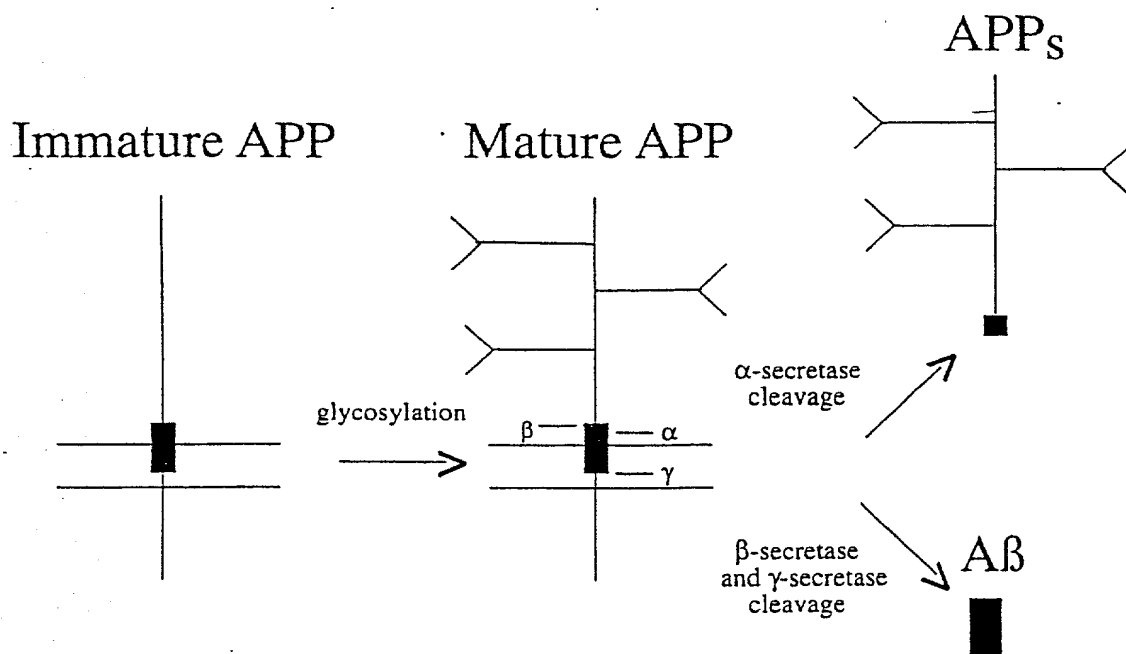 APPs
Immature APP
Mature APP
glycosylation
β
α
γ
α-secretase
cleavage
β-secretase
and γ-secretase
cleavage
Aß